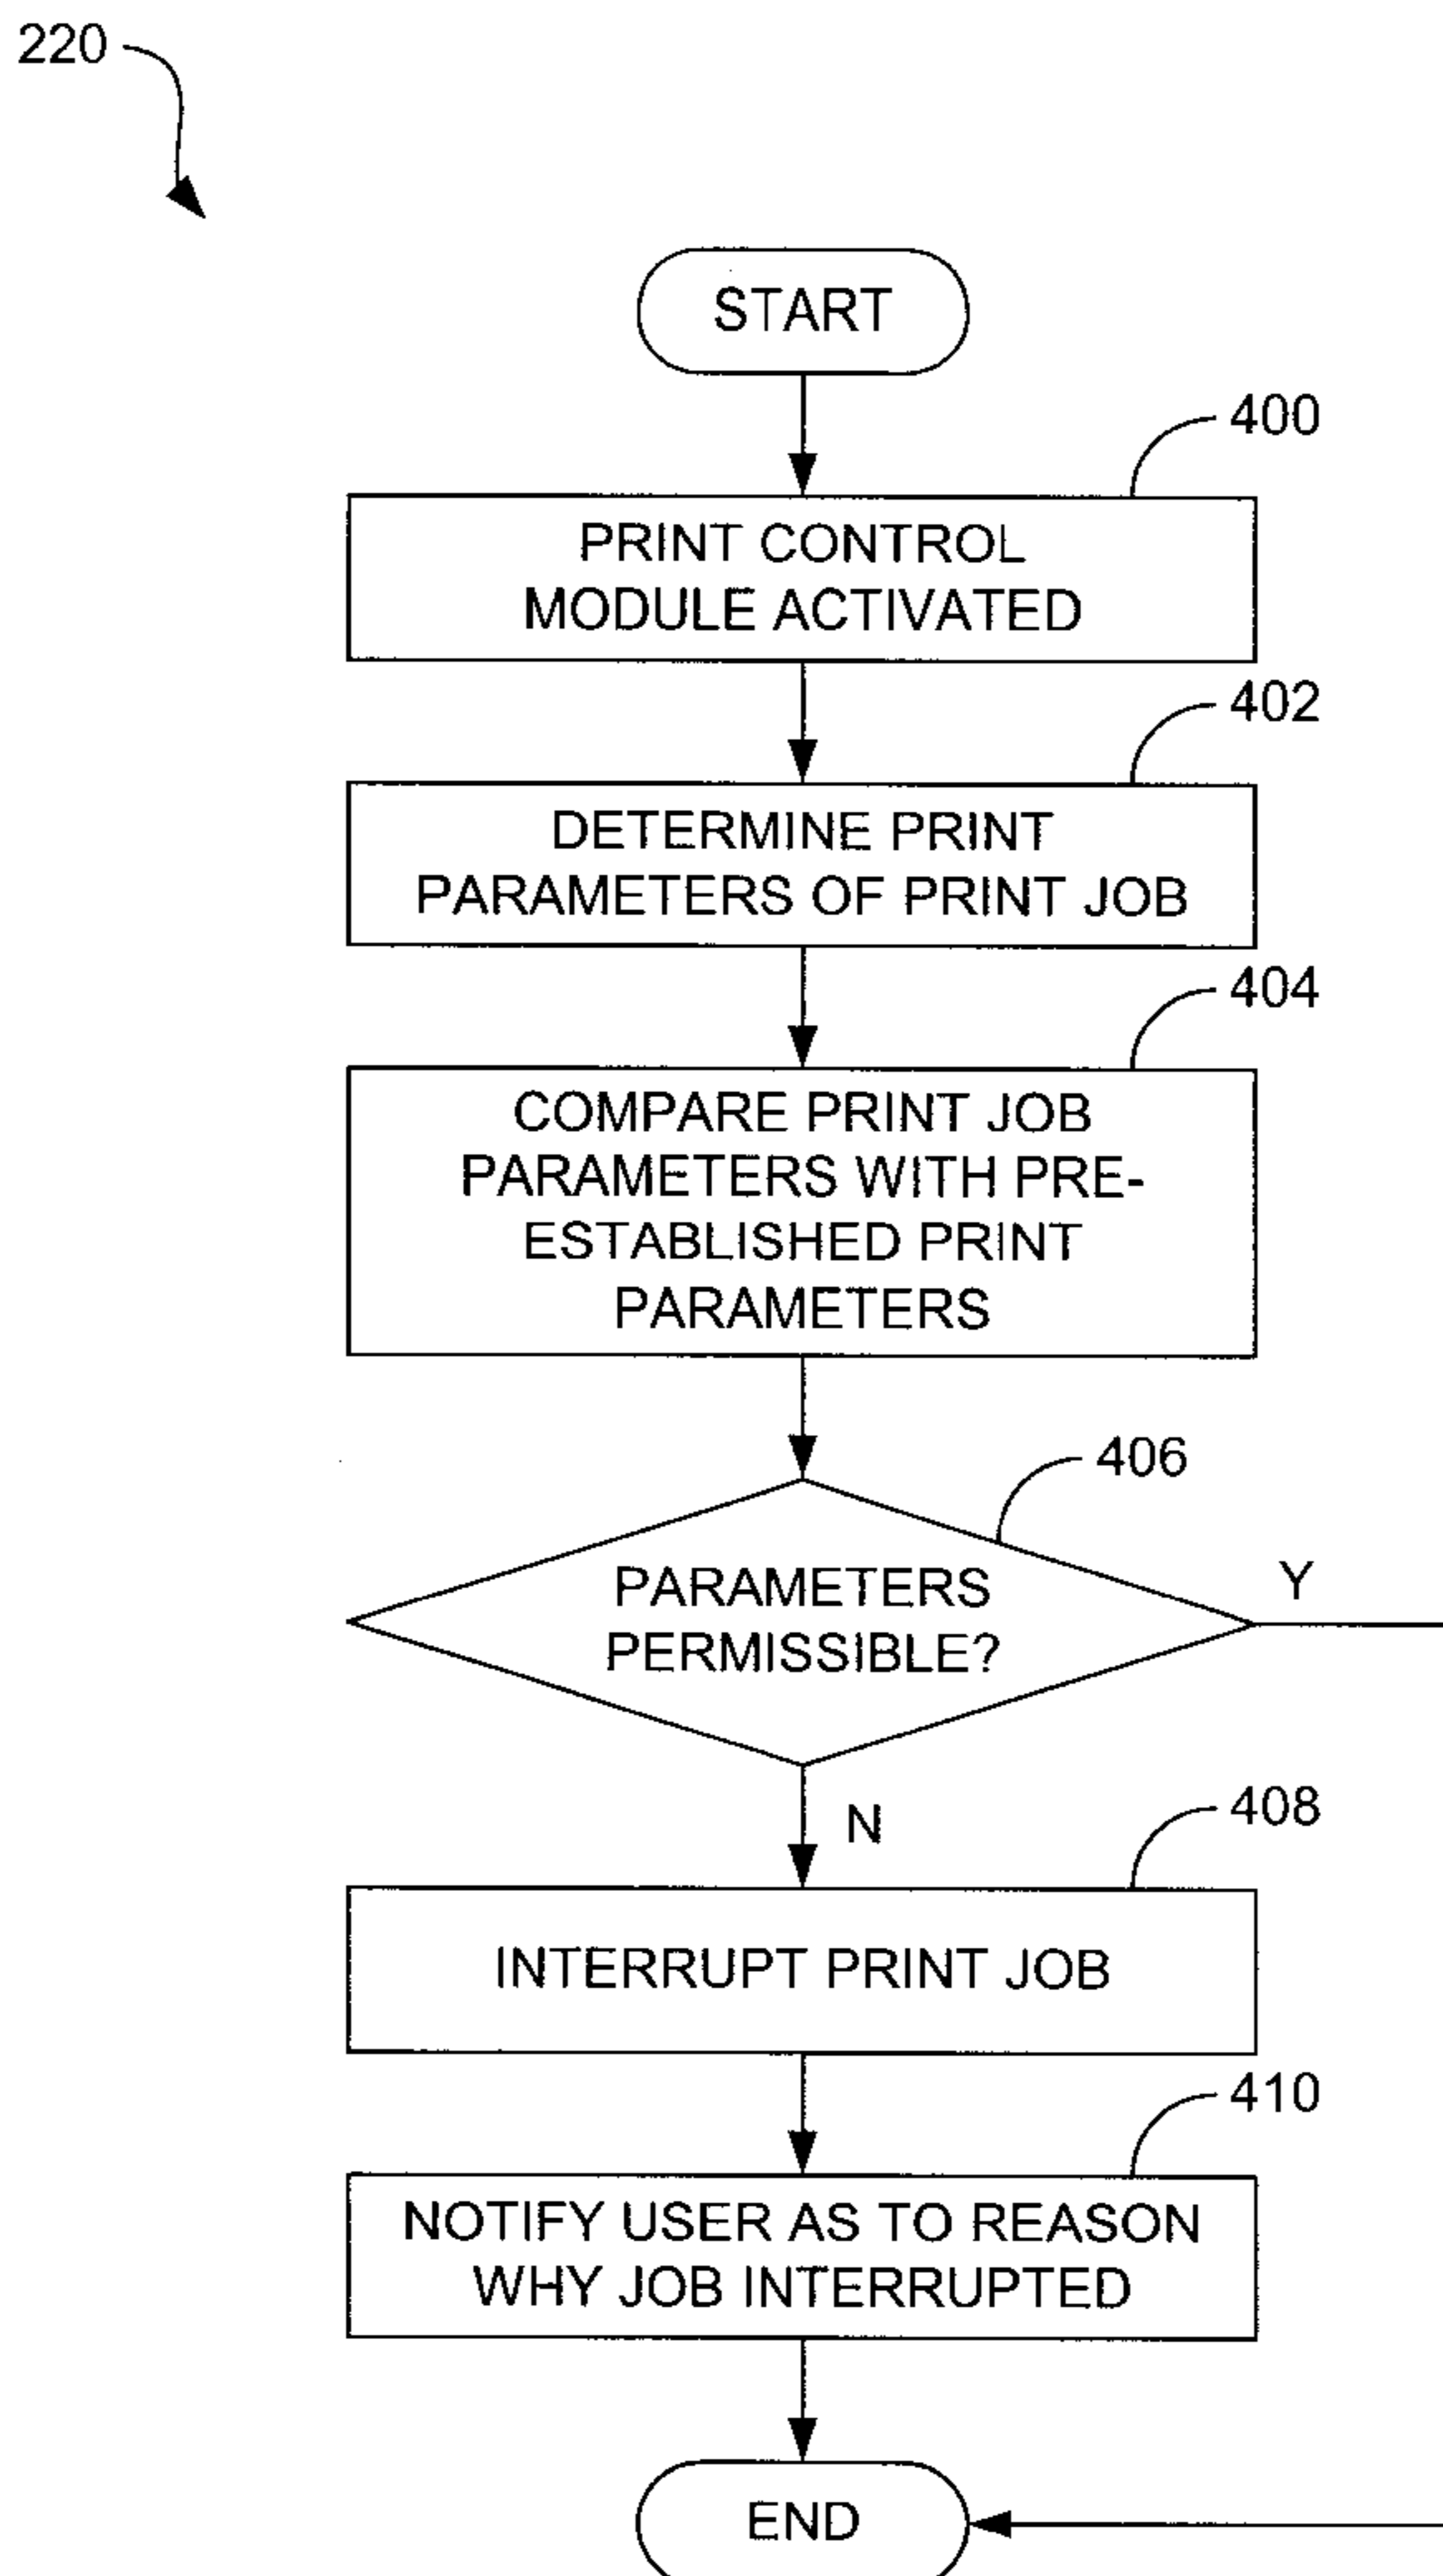 220
START
400
PRINT CONTROL
MODULE ACTIVATED
402
DETERMINE PRINT
PARAMETERS OF PRINT JOB
404
COMPARE PRINT JOB
PARAMETERS WITH PRE-
ESTABLISHED PRINT
PARAMETERS
406
PARAMETERS
PERMISSIBLE?
Y
N
408
INTERRUPT PRINT JOB
410
NOTIFY USER AS TO REASON
WHY JOB INTERRUPTED
END